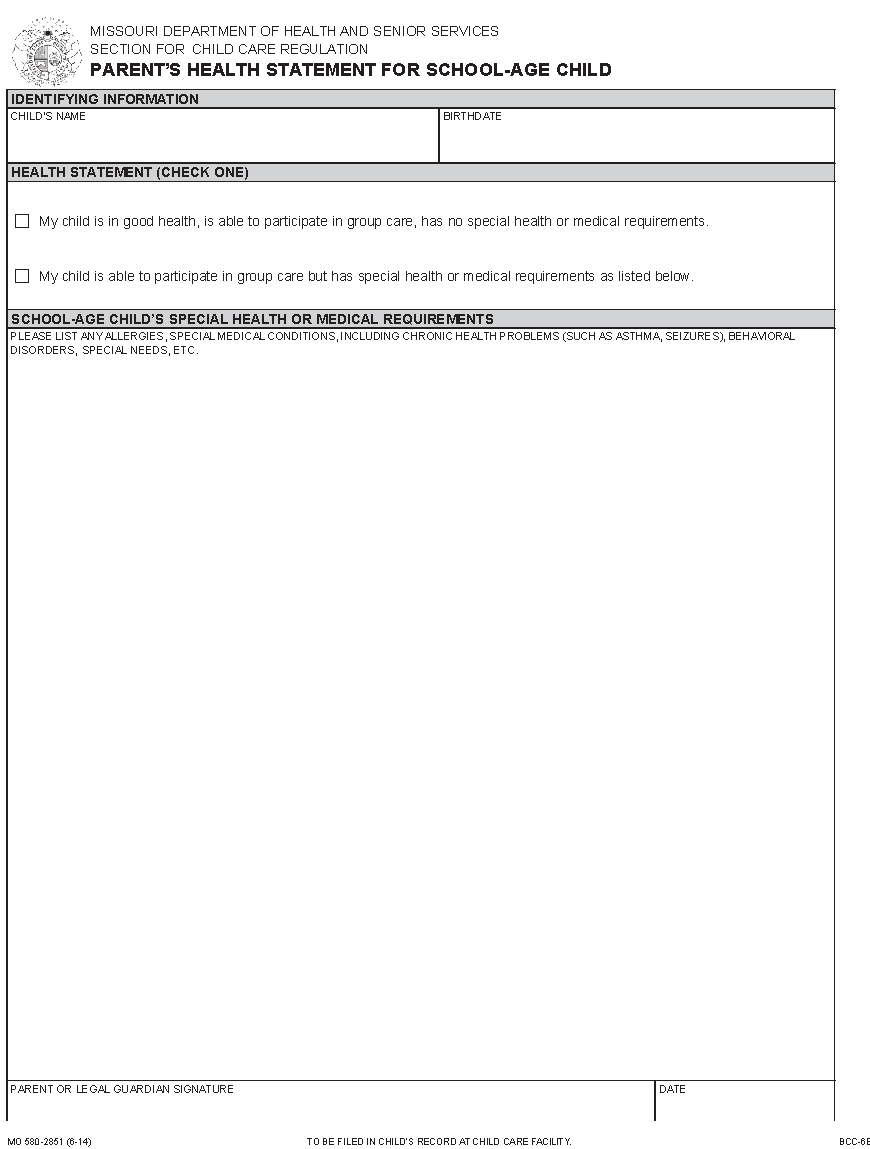 MISSOURI DEPARTMENT OF HEALTH AND SENIOR SERVICES
SECTION FOR CHILD CARE REGULATION
PARENT'S HEALTH STATEMENT FOR SCHOOL-AGE CHILD
IDENTIFYING INFORMATION
CHILD'S NAME
BIRTHDATE
HEALTH STATEMENT (CHECK ONE)
My child is in good health, is able to participate in group care, has no special health or medical requirements.
My child is able to participate in group care but has special health or medical requirements as listed below.
SCHOOL-AGE CHILD'S SPECIAL HEALTH OR MEDICAL REQUIREMENTS
PLEASE LIST ANY ALLERGIES, SPECIAL MEDICAL CONDITIONS, INCLUDING CHRONIC HEALTH PROBLEMS (SUCH AS ASTHMA, SEIZURES), BEHAVIORAL
DISORDERS, SPECIAL NEEDS, ETC.
PARENT OR LEGAL GUARDIAN SIGNATURE
DATE
MO 580-2851 (6-14)
TO BE FILED IN CHILD'S RECORD AT CHILD CARE FACILITY.